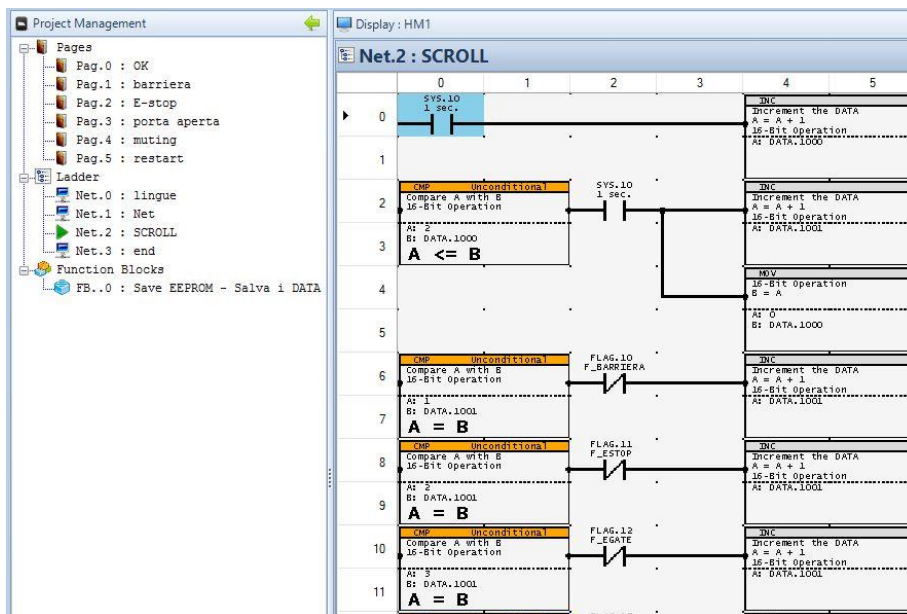 Project Management
Pages
Pag.0 : OK
Pag.1 : barriera
Pag.2 : E-stop
Pag.3 : porta aperta
Pag.4 : muting
Pag.5 : restart
Ladder
Net.0 : lingue
Net.1 : Net
Net.2 : SCROLL
Net.3 : end
Function Blocks
FB..0 : Save EEPROM - Salva i DATA
Display : HM1
Net.2 : SCROLL
0 1 2 3 4 5
0
SYS.10
1 sec.
INC
Increment the DATA
A = A + 1
16-Bit Operation
A: DATA.1000
1
2
CMP Unconditional
Compare A with B
16-Bit Operation
A: 2
B: DATA.1000
A <= B
SYS.10
1 sec.
INC
Increment the DATA
A = A + 1
16-Bit Operation
A: DATA.1001
3
4
MOV
16-Bit Operation
B = A
A: 0
B: DATA.1000
5
6
CMP Unconditional
Compare A with B
16-Bit Operation
A: 1
B: DATA.1001
A = B
FLAG.10
F_BARRIERA
INC
Increment the DATA
A = A + 1
16-Bit Operation
A: DATA.1001
7
8
CMP Unconditional
Compare A with B
16-Bit Operation
A: 2
B: DATA.1001
A = B
FLAG.11
F_ESTOP
INC
Increment the DATA
A = A + 1
16-Bit Operation
A: DATA.1001
9
10
CMP Unconditional
Compare A with B
16-Bit Operation
A: 3
B: DATA.1001
A = B
FLAG.12
F_EGATE
INC
Increment the DATA
A = A + 1
16-Bit Operation
A: DATA.1001
11